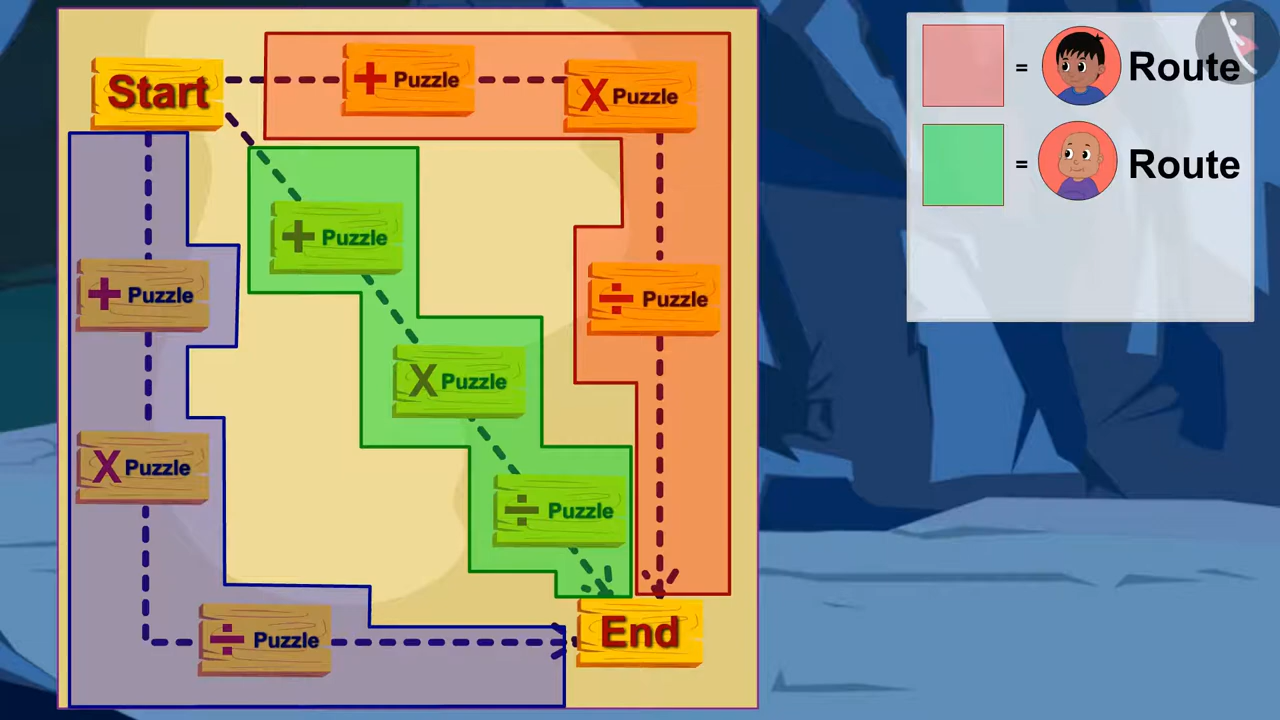 Start
+ Puzzle
X Puzzle
+ Puzzle
+ Puzzle
÷ Puzzle
X Puzzle
X Puzzle
÷ Puzzle
÷ Puzzle
End
= Route
= Route